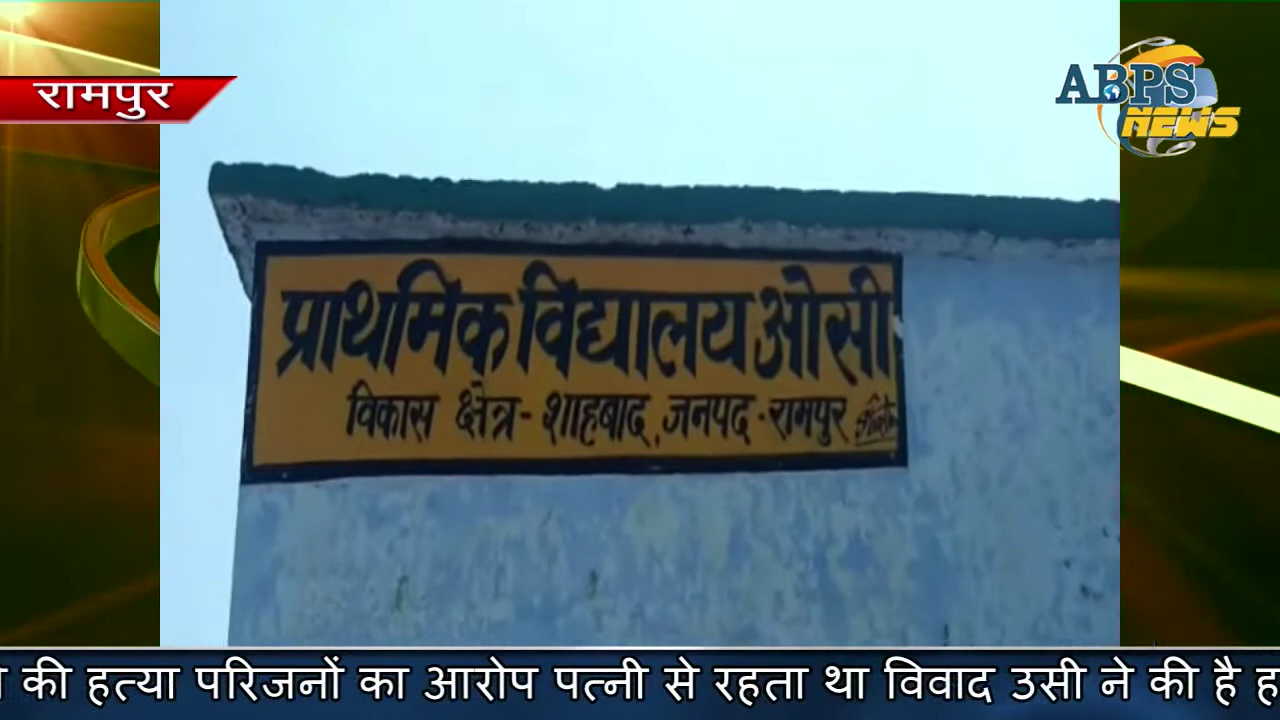 रामपुर
ABPS
NEWS
प्राथमिक विद्यालय ओसी
विकास क्षेत्र - शाहबाद, जनपद - रामपुर
की हत्या परिजनों का आरोप पत्नी से रहता था विवाद उसी ने की है